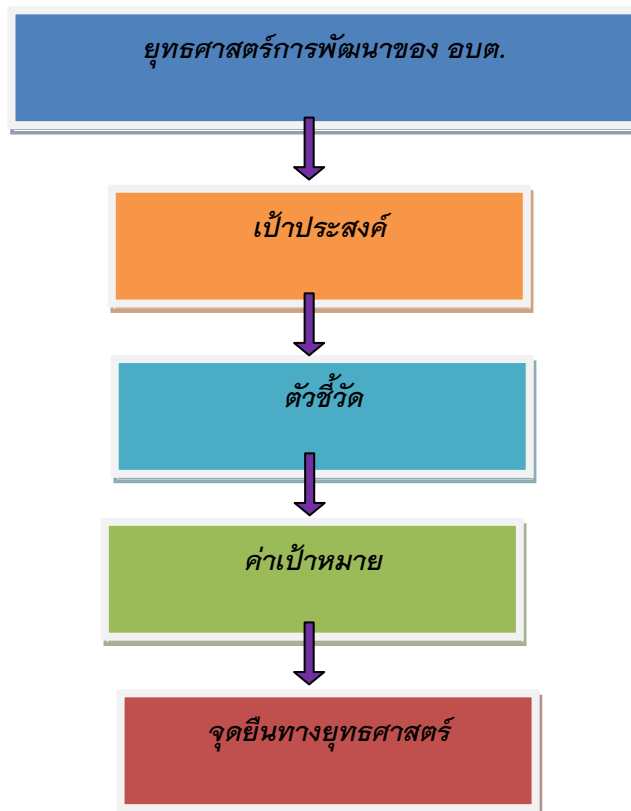 ยุทธศาสตร์การพัฒนาของ อบต.
เป้าประสงค์
ตัวชี้วัด
ค่าเป้าหมาย
จุดยืนทางยุทธศาสตร์